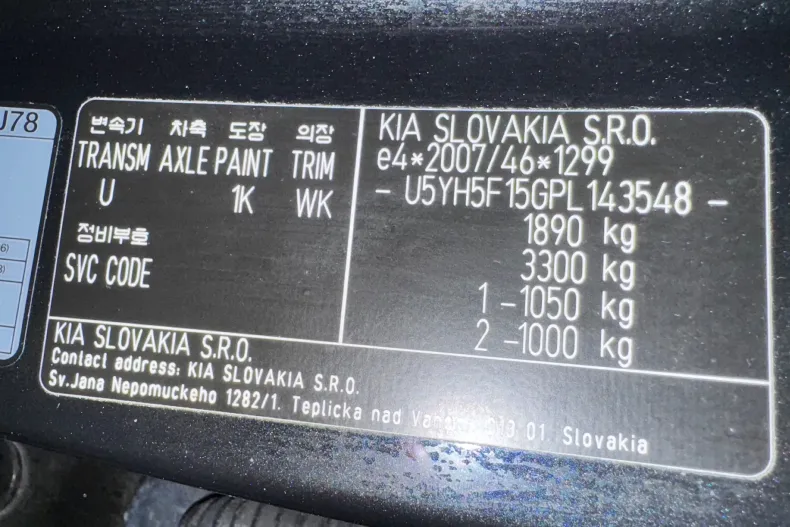 J78
변속기 차축 도장 의장
TRANSM AXLE PAINT TRIM
U 1K WK
정비부호
SVC CODE
KIA SLOVAKIA S.R.O.
e4*2007/46*1299
- U5YH5F15GPL143548 -
1890 kg
3300 kg
1 -1050 kg
2 -1000 kg
KIA SLOVAKIA S.R.O.
Contact address: KIA SLOVAKIA S.R.O.
Sv.Jana Nepomuckeho 1282/1. Teplicka nad 01. Slovakia